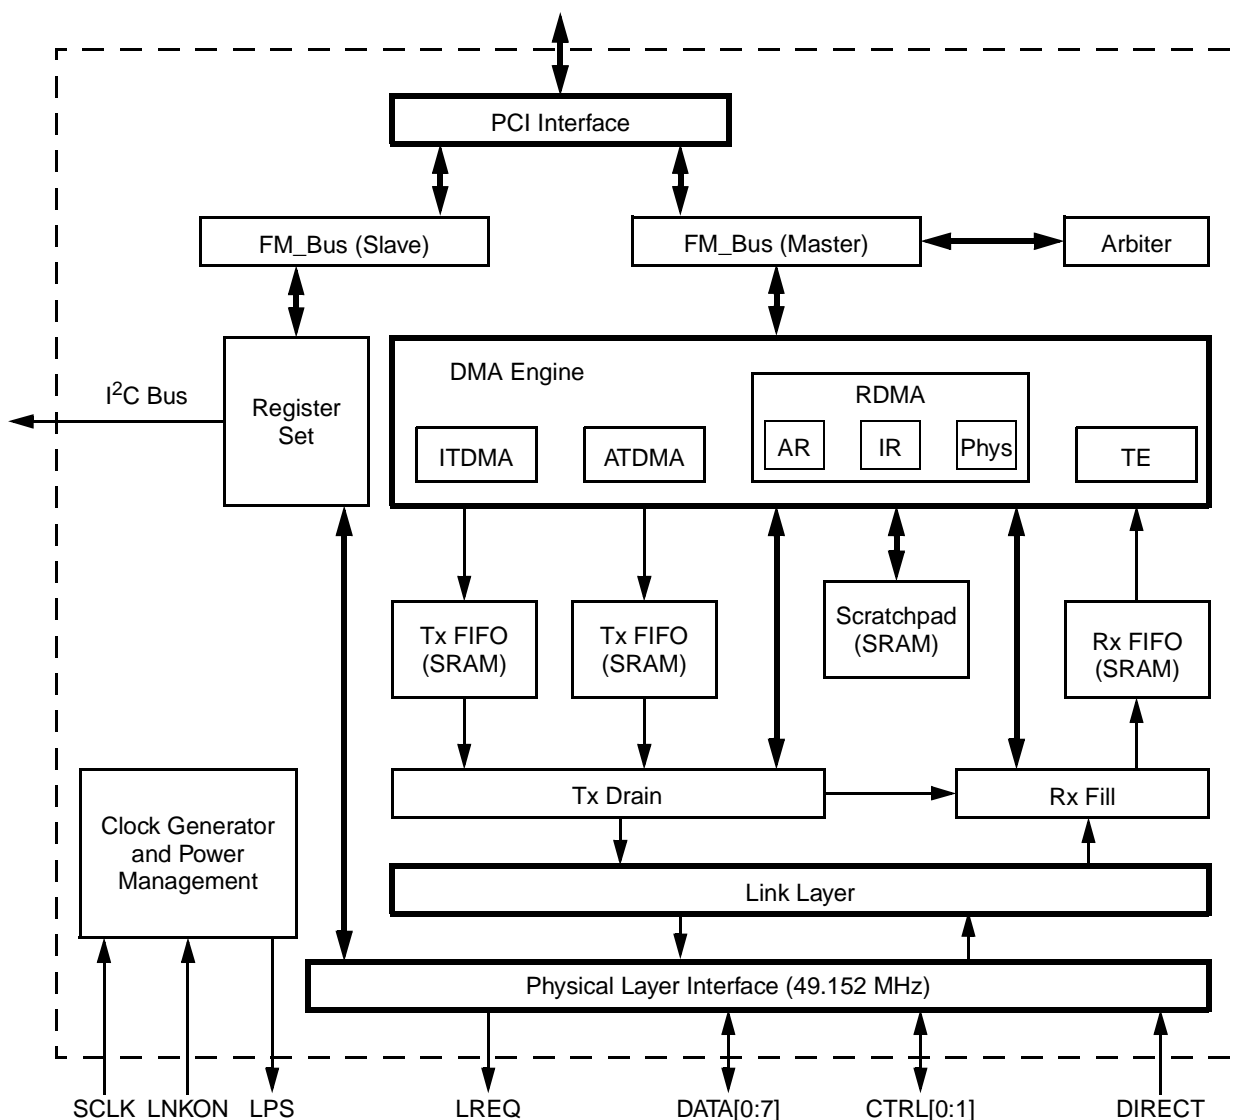 PCI Interface
FM_Bus (Slave)
FM_Bus (Master)
Arbiter
I²C Bus
Register
Set
DMA Engine
RDMA
ITDMA
ATDMA
AR
IR
Phys
TE
Tx FIFO
(SRAM)
Tx FIFO
(SRAM)
Scratchpad
(SRAM)
Rx FIFO
(SRAM)
Clock Generator
and Power
Management
Tx Drain
Rx Fill
Link Layer
Physical Layer Interface (49.152 MHz)
SCLK
LNKON
LPS
LREQ
DATA[0:7]
CTRL[0:1]
DIRECT